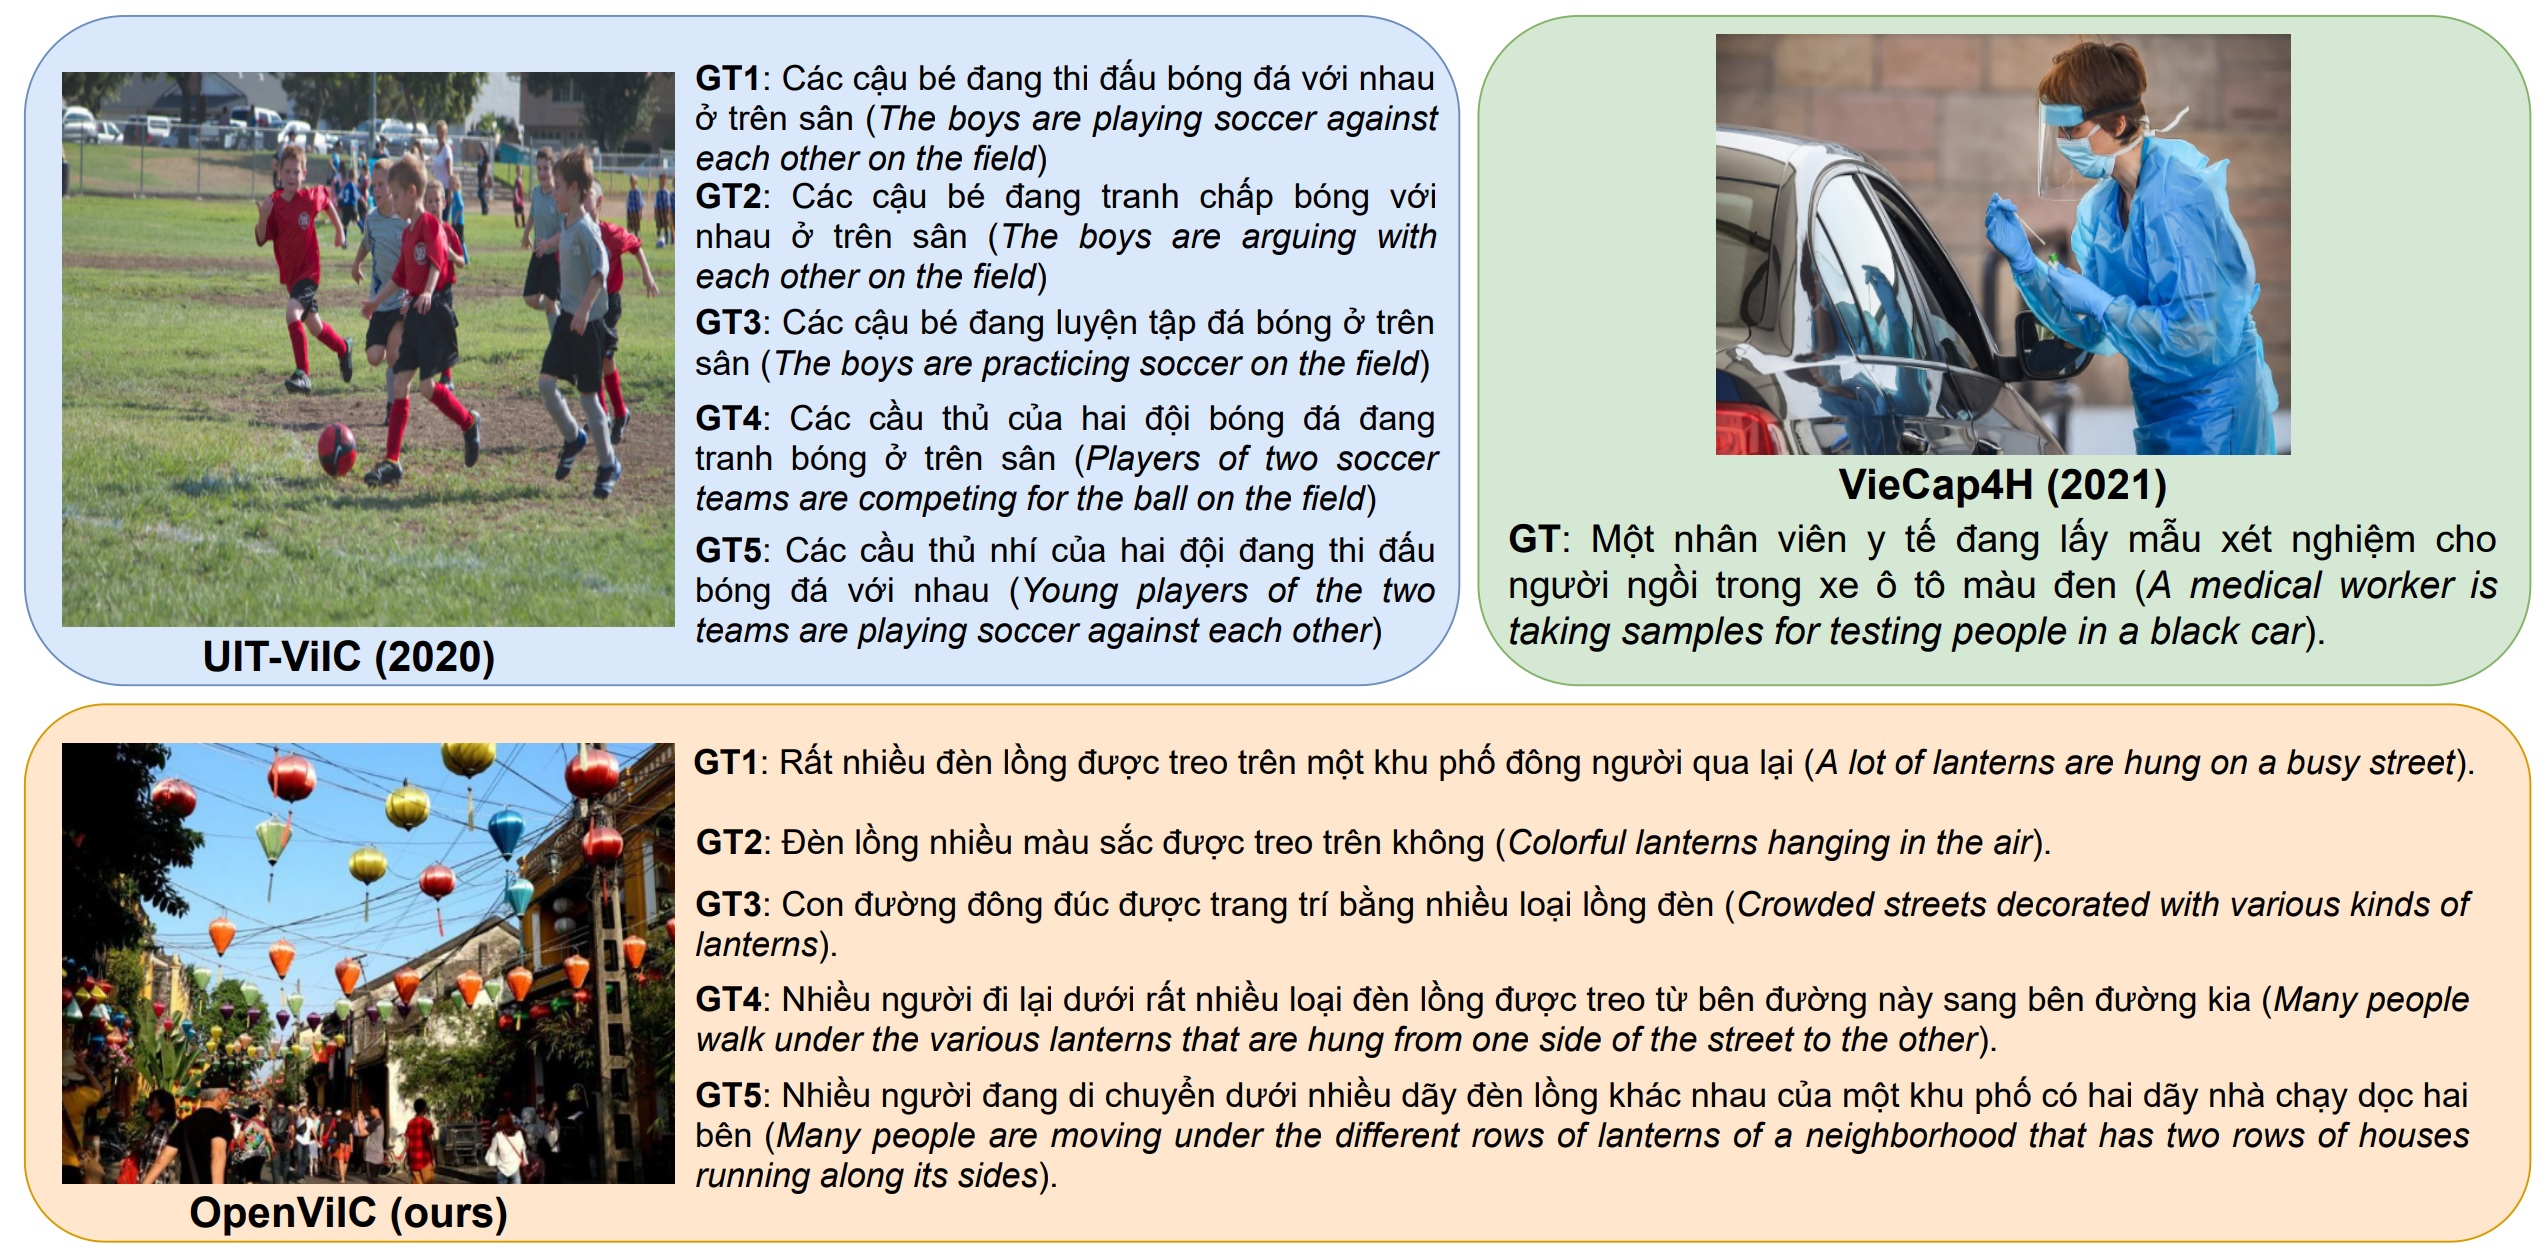 GT1: Các cậu bé đang thi đấu bóng đá với nhau
ở trên sân (The boys are playing soccer against
each other on the field)
GT2: Các cậu bé đang tranh chấp bóng với
nhau ở trên sân (The boys are arguing with
each other on the field)
GT3: Các cậu bé đang luyện tập đá bóng ở trên
sân (The boys are practicing soccer on the field)
GT4: Các cầu thủ của hai đội bóng đá đang
tranh bóng ở trên sân (Players of two soccer
teams are competing for the ball on the field)
GT5: Các cầu thủ nhí của hai đội đang thi đấu
bóng đá với nhau (Young players of the two
teams are playing soccer against each other)
UIT-ViIC (2020)
VieCap4H (2021)
GT: Một nhân viên y tế đang lấy mẫu xét nghiệm cho
người ngồi trong xe ô tô màu đen (A medical worker is
taking samples for testing people in a black car).
GT1: Rất nhiều đèn lồng được treo trên một khu phố đông người qua lại (A lot of lanterns are hung on a busy street).
GT2: Đèn lồng nhiều màu sắc được treo trên không (Colorful lanterns hanging in the air).
GT3: Con đường đông đúc được trang trí bằng nhiều loại lồng đèn (Crowded streets decorated with various kinds of
lanterns).
GT4: Nhiều người đi lại dưới rất nhiều loại đèn lồng được treo từ bên đường này sang bên đường kia (Many people
walk under the various lanterns that are hung from one side of the street to the other).
GT5: Nhiều người đang di chuyển dưới nhiều dãy đèn lồng khác nhau của một khu phố có hai dãy nhà chạy dọc hai
bên (Many people are moving under the different rows of lanterns of a neighborhood that has two rows of houses
running along its sides).
OpenViIC (ours)